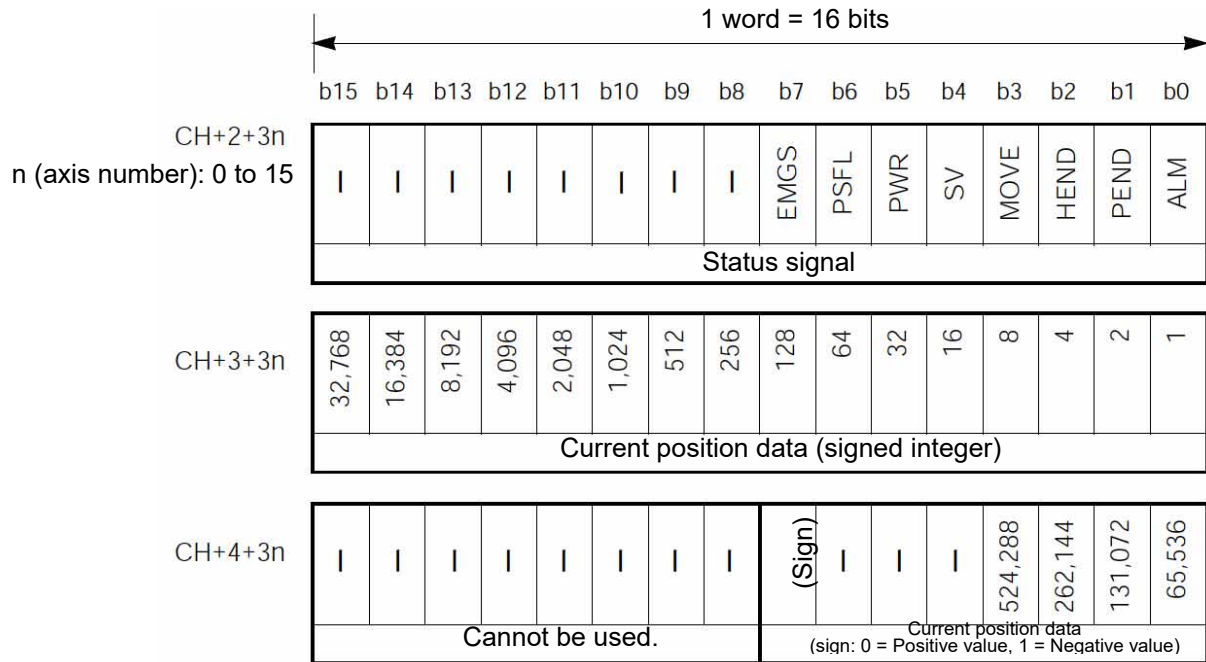 1 word = 16 bits
b15 b14 b13 b12 b11 b10 b9 b8 b7 b6 b5 b4 b3 b2 b1 b0
CH+2+3n
n (axis number): 0 to 15
– – – – – – – – EMGS PSFL PWR SV MOVE HEND PEND ALM
Status signal
CH+3+3n
32,768 16,384 8,192 4,096 2,048 1,024 512 256 128 64 32 16 8 4 2 1
Current position data (signed integer)
CH+4+3n
– – – – – – – – (Sign) – – – 524,288 262,144 131,072 65,536
Cannot be used.
Current position data
(sign: 0 = Positive value, 1 = Negative value)